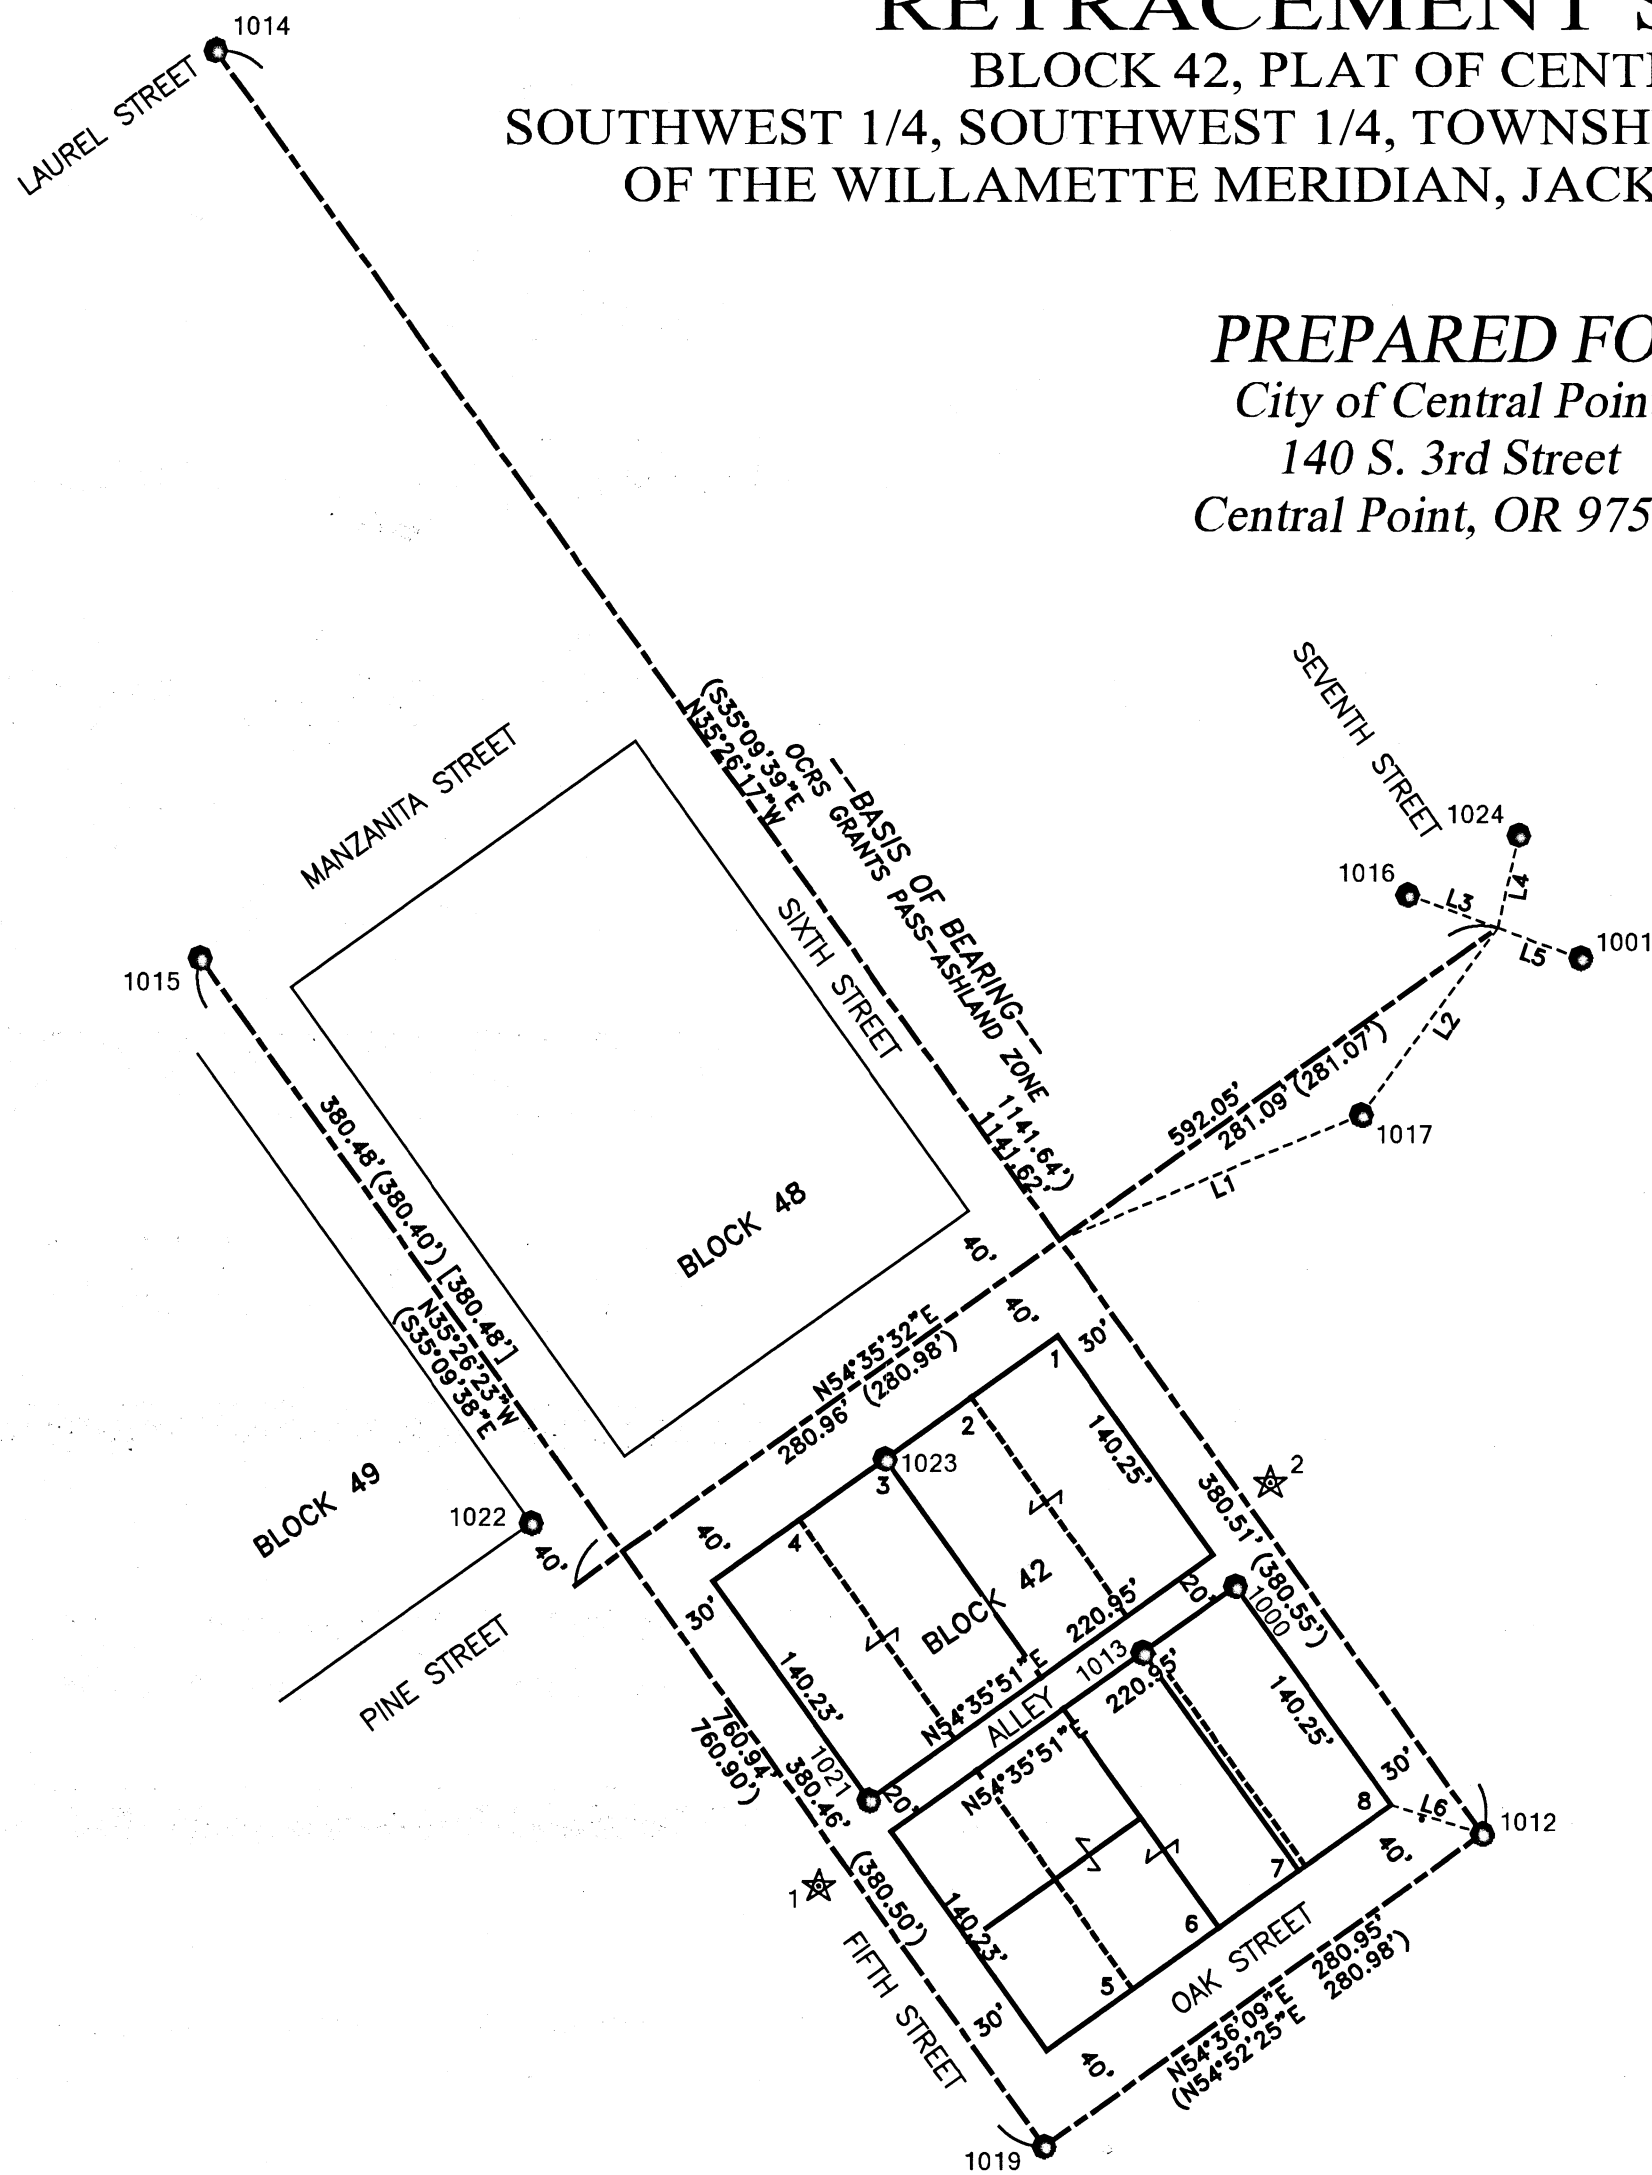 RETRACEMENT S
BLOCK 42, PLAT OF CENT
SOUTHWEST 1/4, SOUTHWEST 1/4, TOWNSH
OF THE WILLAMETTE MERIDIAN, JACK
PREPARED FO
City of Central Poin
140 S. 3rd Street
Central Point, OR 975
1014
LAUREL STREET
(S35°09'39"E
N35°26'17"W
---BASIS OF BEARING---
OCRS GRANTS PASS-ASHLAND ZONE
1141.64')
1141.62'
SIXTH STREET
SEVENTH STREET
1024
1016
L4
L3
1001
L5
L2
1017
L1
592.05'
281.09' (281.07')
MANZANITA STREET
1015
380.48' (380.40') [380.48']
N35°26'23"W
(S35°09'38"E
BLOCK 48
40'
40'
30'
N54°35'32"E
280.96' (280.98')
BLOCK 49
1022
40'
PINE STREET
1
2
1023
3
4
40'
30'
140.25'
2
380.51' (380.55')
BLOCK 42
220.95'
N54°35'51"E
20'
1000
1013
ALLEY
220.95'
N54°35'51"E
140.23'
760.94'
760.90')
1021
380.46'
20'
(380.50')
1
FIFTH STREET
140.23'
140.25'
30'
8
L6
1012
7
40'
6
5
OAK STREET
30'
40'
280.95'
N54°36'09"E
280.98')
(N54°52'25"E
1019